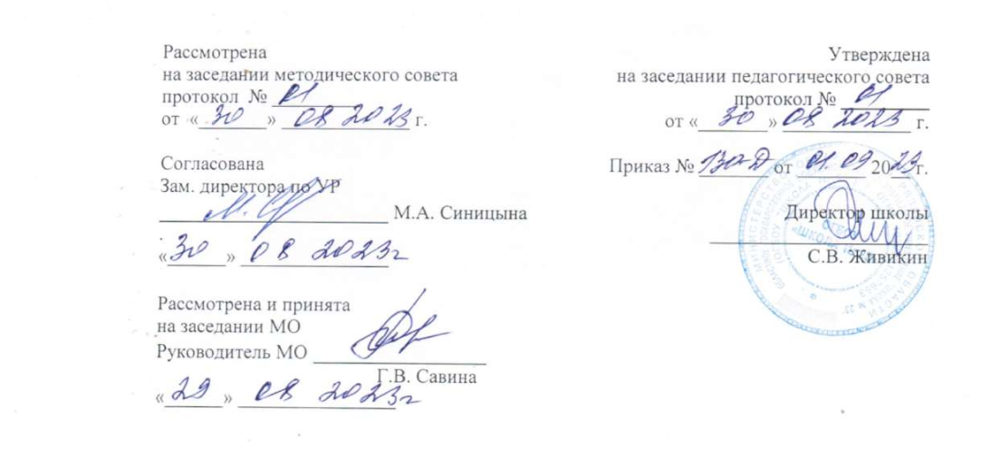 Рассмотрена
на заседании методического совета
протокол № 01
от «30» 08 2023 г.
Согласована
Зам. директора по УР
М.А. Синицына
«30» 08 2023г
Рассмотрена и принята
на заседании МО
Руководитель МО
Г.В. Савина
«29» 08 2023г
Утверждена
на заседании педагогического совета
протокол № 01
от «30» 08 2023 г.
Приказ № 130-Д от 01.09 2023г.
Директор школы
С.В. Живикин